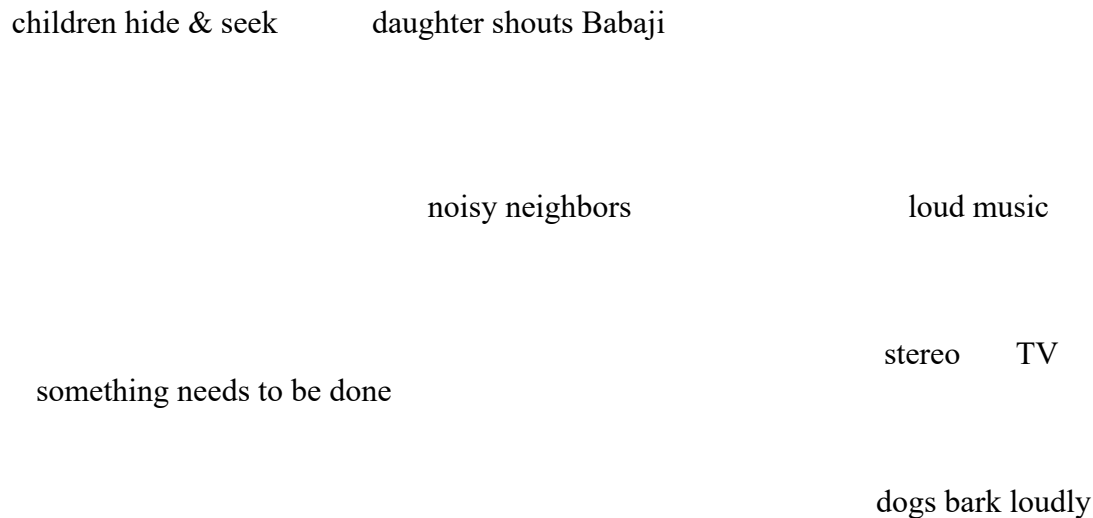 children hide & seek
daughter shouts Babaji
noisy neighbors
loud music
stereo
TV
something needs to be done
dogs bark loudly